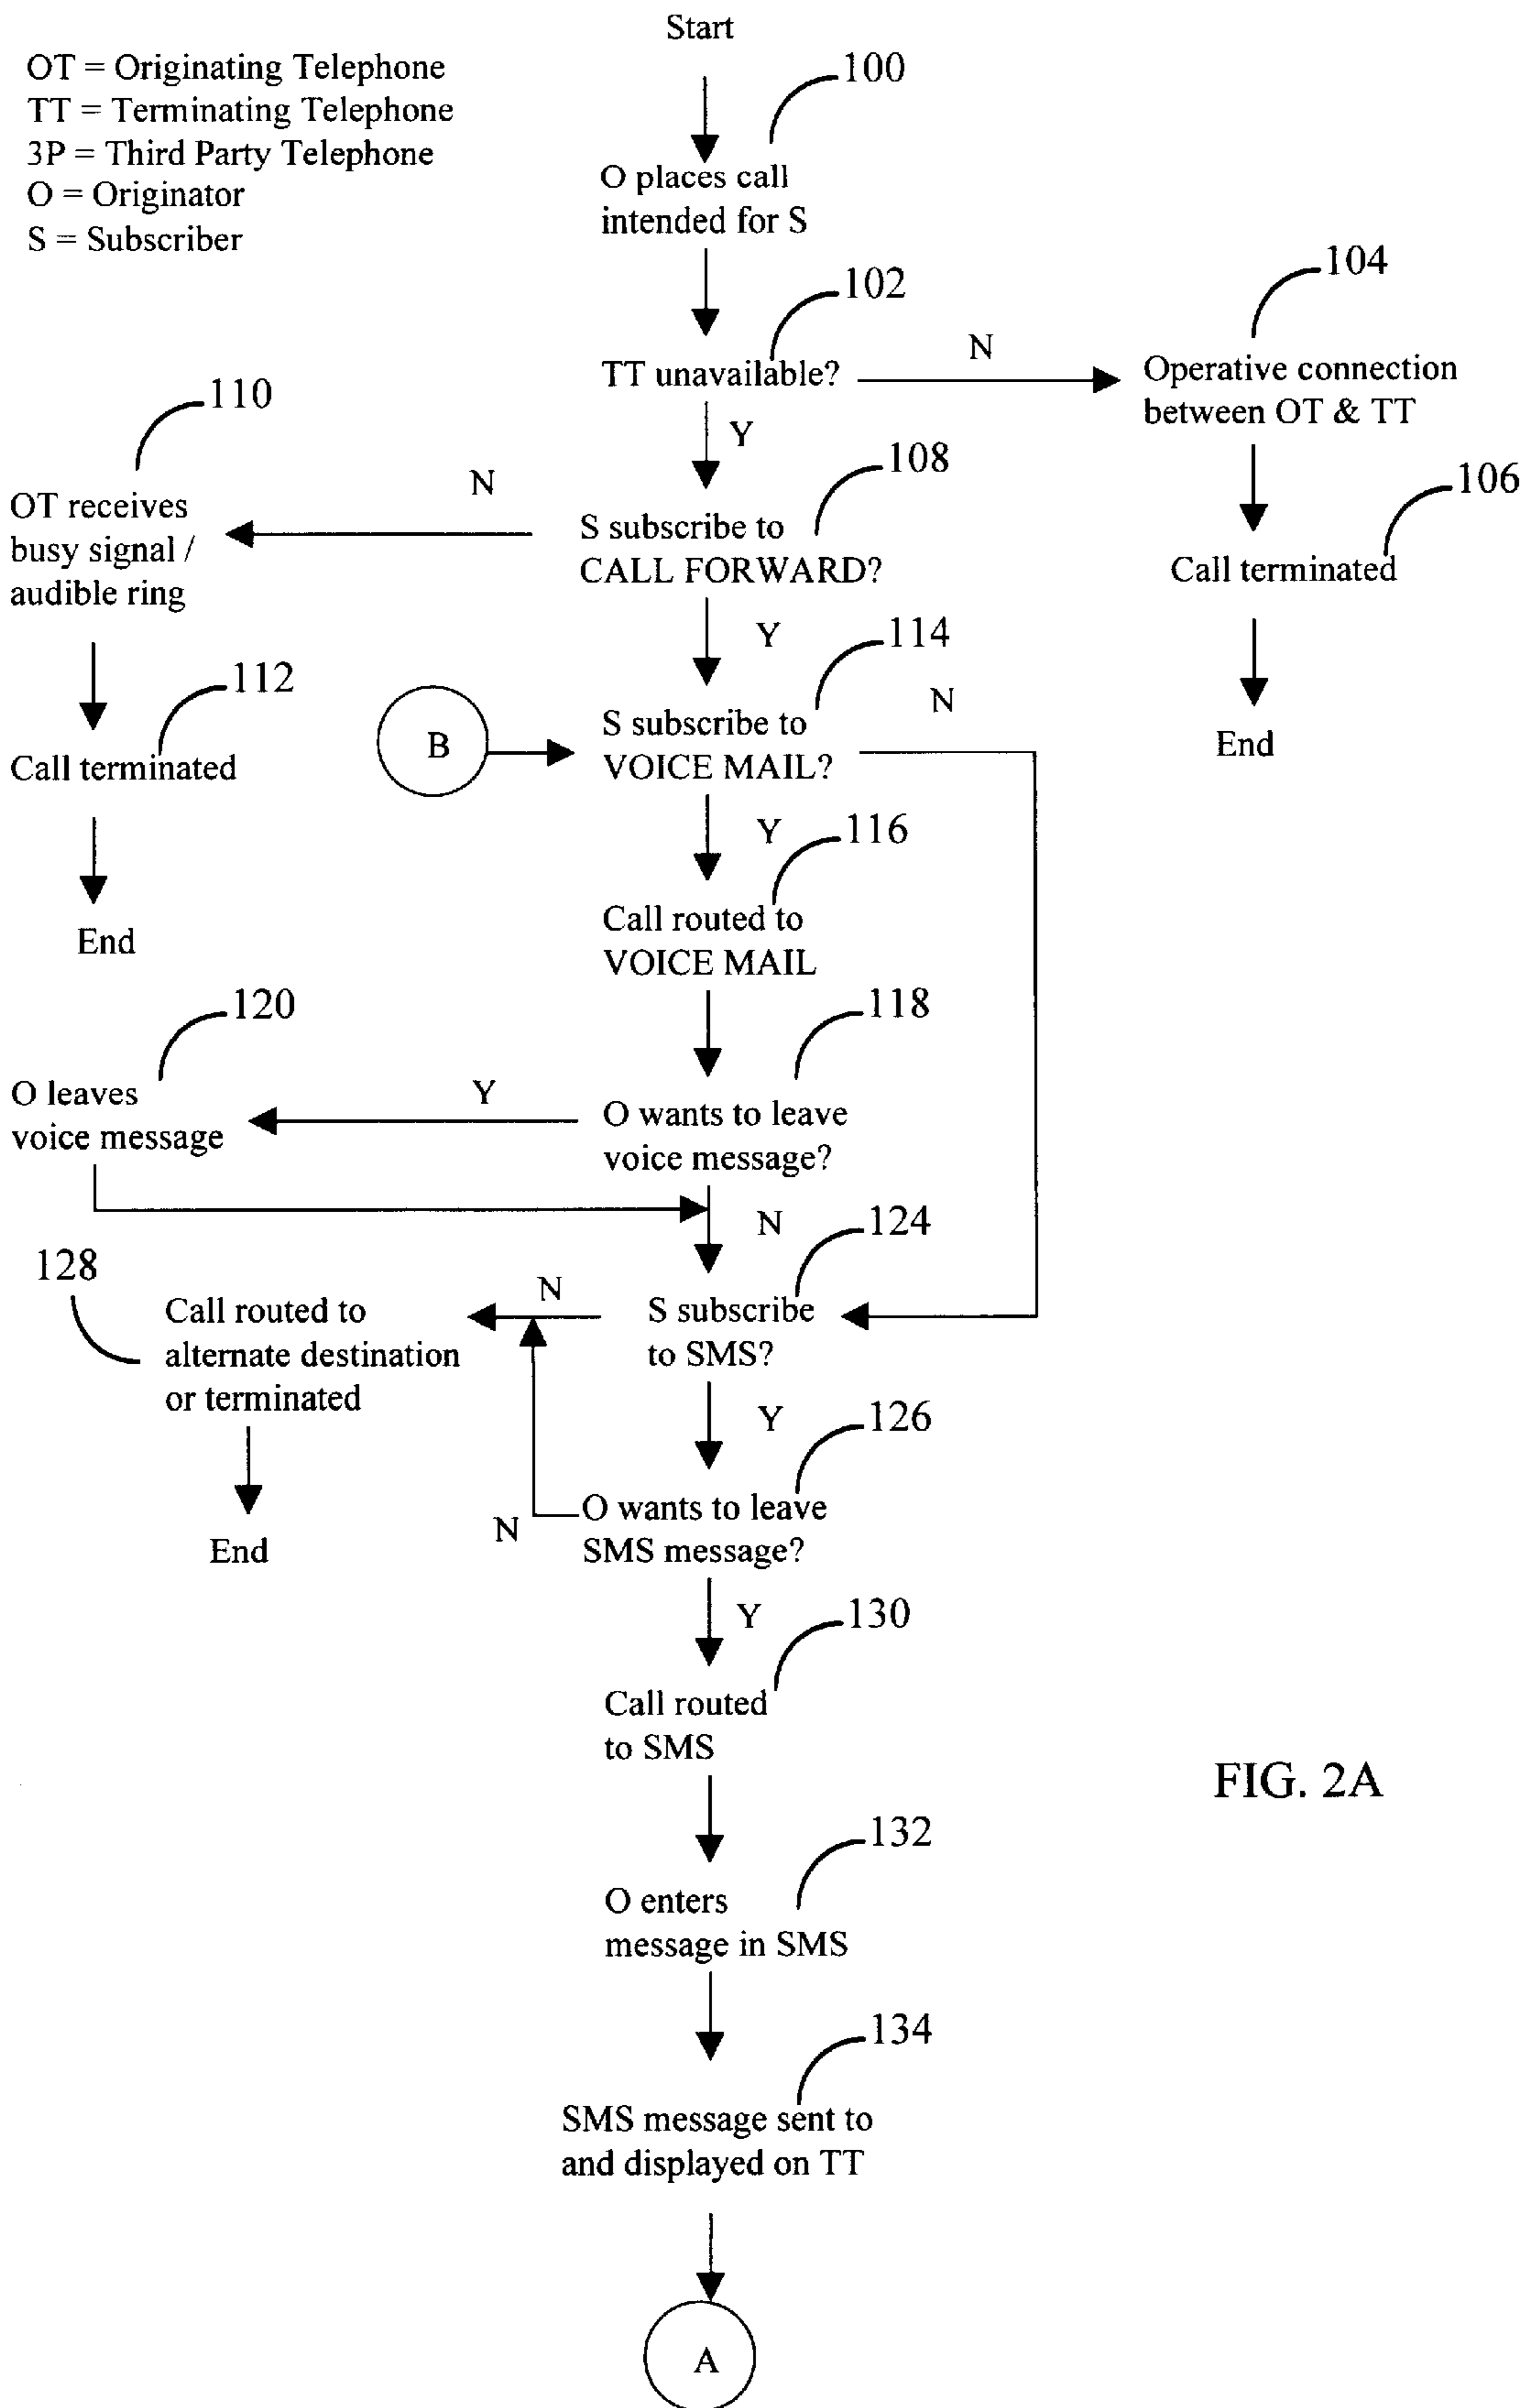 Start
OT = Originating Telephone
TT = Terminating Telephone
3P = Third Party Telephone
O = Originator
S = Subscriber
100
O places call
intended for S
102
104
TT unavailable?
N
Operative connection
between OT & TT
Y
110
108
106
OT receives
busy signal /
audible ring
N
S subscribe to
CALL FORWARD?
Call terminated
Y
114
112
N
End
Call terminated
B
S subscribe to
VOICE MAIL?
Y
116
End
Call routed to
VOICE MAIL
120
118
O leaves
voice message
Y
O wants to leave
voice message?
N
124
128
Call routed to
alternate destination
or terminated
N
S subscribe
to SMS?
Y
126
End
N
O wants to leave
SMS message?
Y
130
Call routed
to SMS
FIG. 2A
132
O enters
message in SMS
134
SMS message sent to
and displayed on TT
A